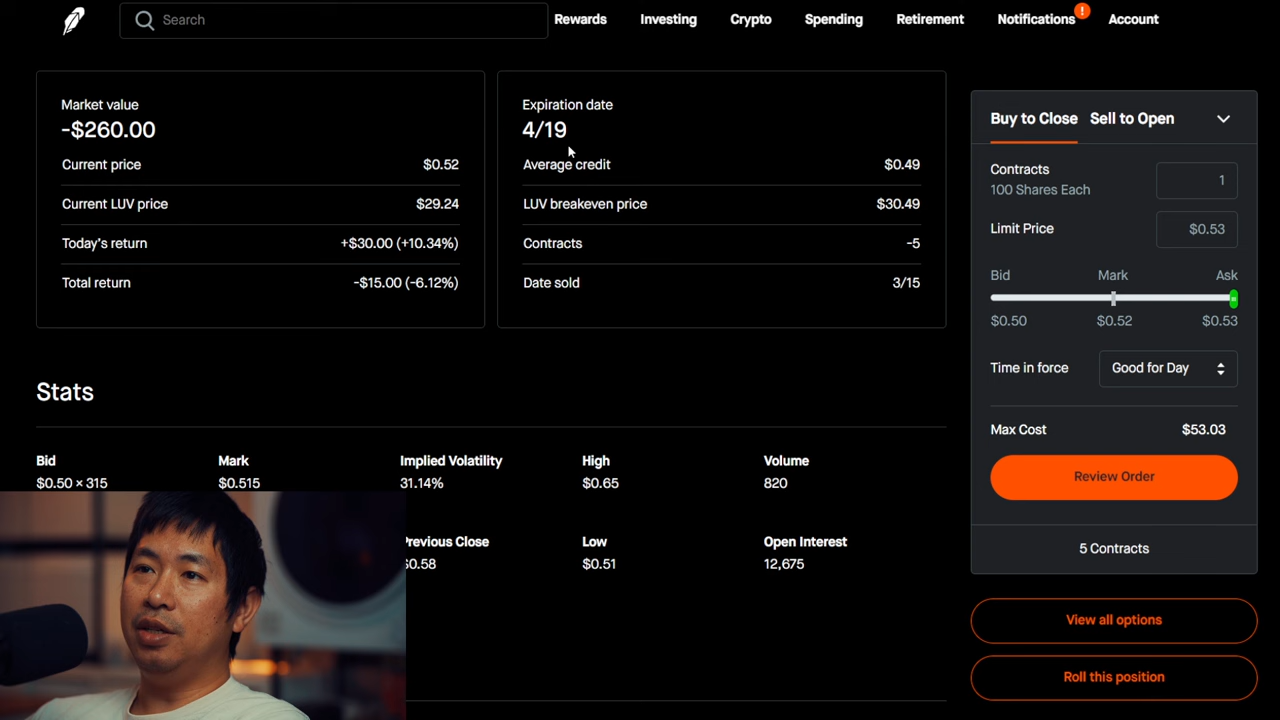 Search
Rewards
Investing
Crypto
Spending
Retirement
Notifications
!
Account
Market value
-$260.00
Current price $0.52
Current LUV price $29.24
Today's return +$30.00 (+10.34%)
Total return -$15.00 (-6.12%)
Expiration date
4/19
Average credit $0.49
LUV breakeven price $30.49
Contracts -5
Date sold 3/15
Buy to Close Sell to Open
Contracts 1
100 Shares Each
Limit Price $0.53
Bid Mark Ask
$0.50 $0.52 $0.53
Time in force Good for Day
Max Cost $53.03
Review Order
5 Contracts
View all options
Roll this position
Stats
Bid Mark Implied Volatility High Volume
$0.50 × 315 $0.515 31.14% $0.65 820
Previous Close Low Open Interest
$0.58 $0.51 12,675